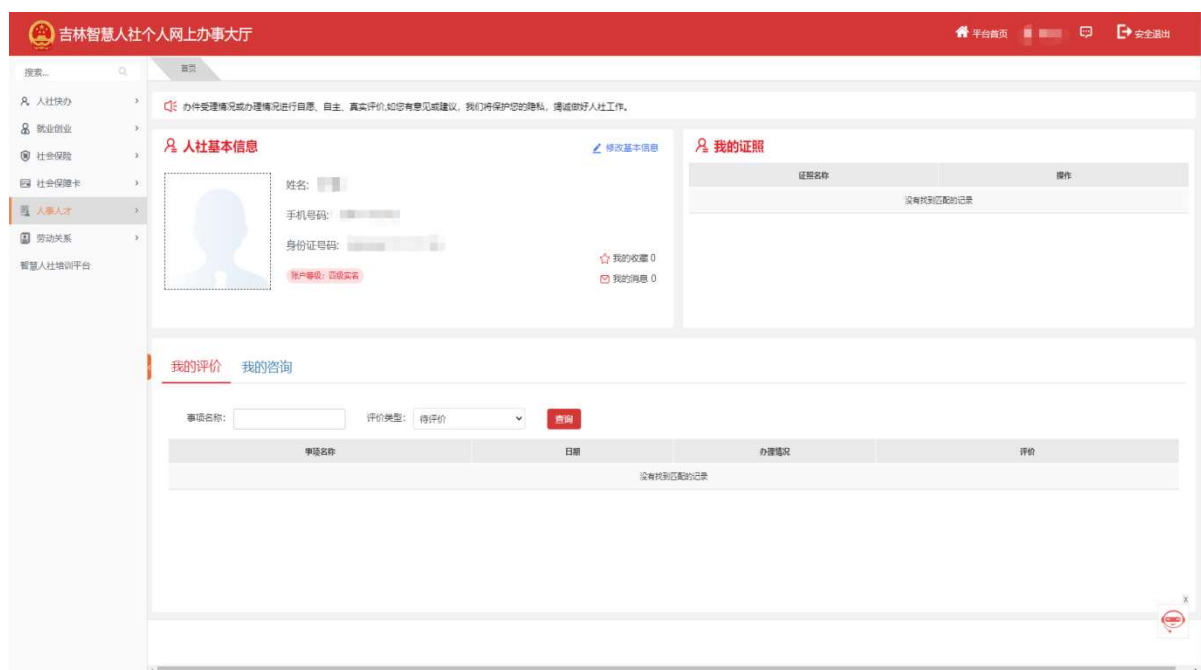 吉林智慧人社个人网上办事大厅
平台首页
安全退出
搜索...
首页
人社快办
就业创业
社会保险
社会保障卡
人事人才
劳动关系
智慧人社培训平台
办件受理情况或办理情况进行自愿、自主、真实评价,如您有意见或建议，我们将保护您的隐私，竭诚做好人社工作。
人社基本信息
修改基本信息
姓名:
手机号码:
身份证号码:
账户等级：四级实名
我的收藏 0
我的消息 0
我的证照
证照名称 操作
没有找到匹配的记录
我的评价 我的咨询
事项名称: 评价类型: 待评价 查询
事项名称 日期 办理情况 评价
没有找到匹配的记录
x